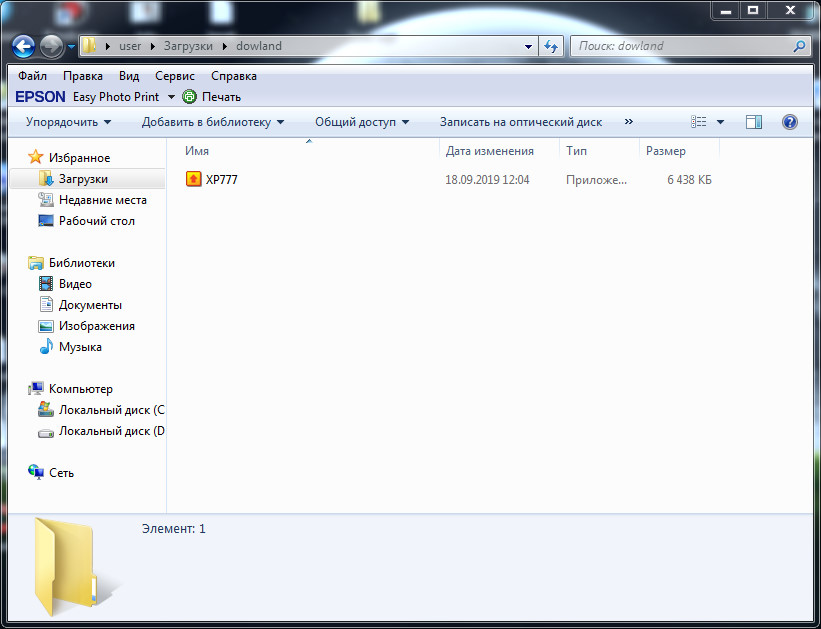 user Загрузки dowland Поиск: dowland
Файл Правка Вид Сервис Справка
EPSON Easy Photo Print Печать
Упорядочить Добавить в библиотеку Общий доступ Записать на оптический диск »
Имя Дата изменения Тип Размер
XP777 18.09.2019 12:04 Приложе... 6 438 КБ
Избранное
Загрузки
Недавние места
Рабочий стол
Библиотеки
Видео
Документы
Изображения
Музыка
Компьютер
Локальный диск (C
Локальный диск (D
Сеть
Элемент: 1